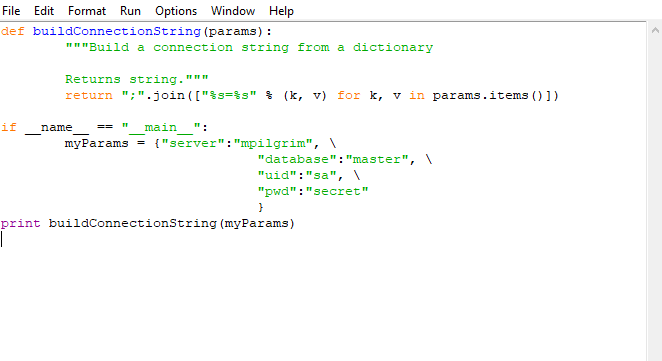 File Edit Format Run Options Window Help
def buildConnectionString(params):
        """Build a connection string from a dictionary

        Returns string."""
        return ";".join(["%s=%s" % (k, v) for k, v in params.items()])

if __name__ == "__main__":
        myParams = {"server":"mpilgrim", \
                                "database":"master", \
                                "uid":"sa", \
                                "pwd":"secret"
                                }
print buildConnectionString(myParams)